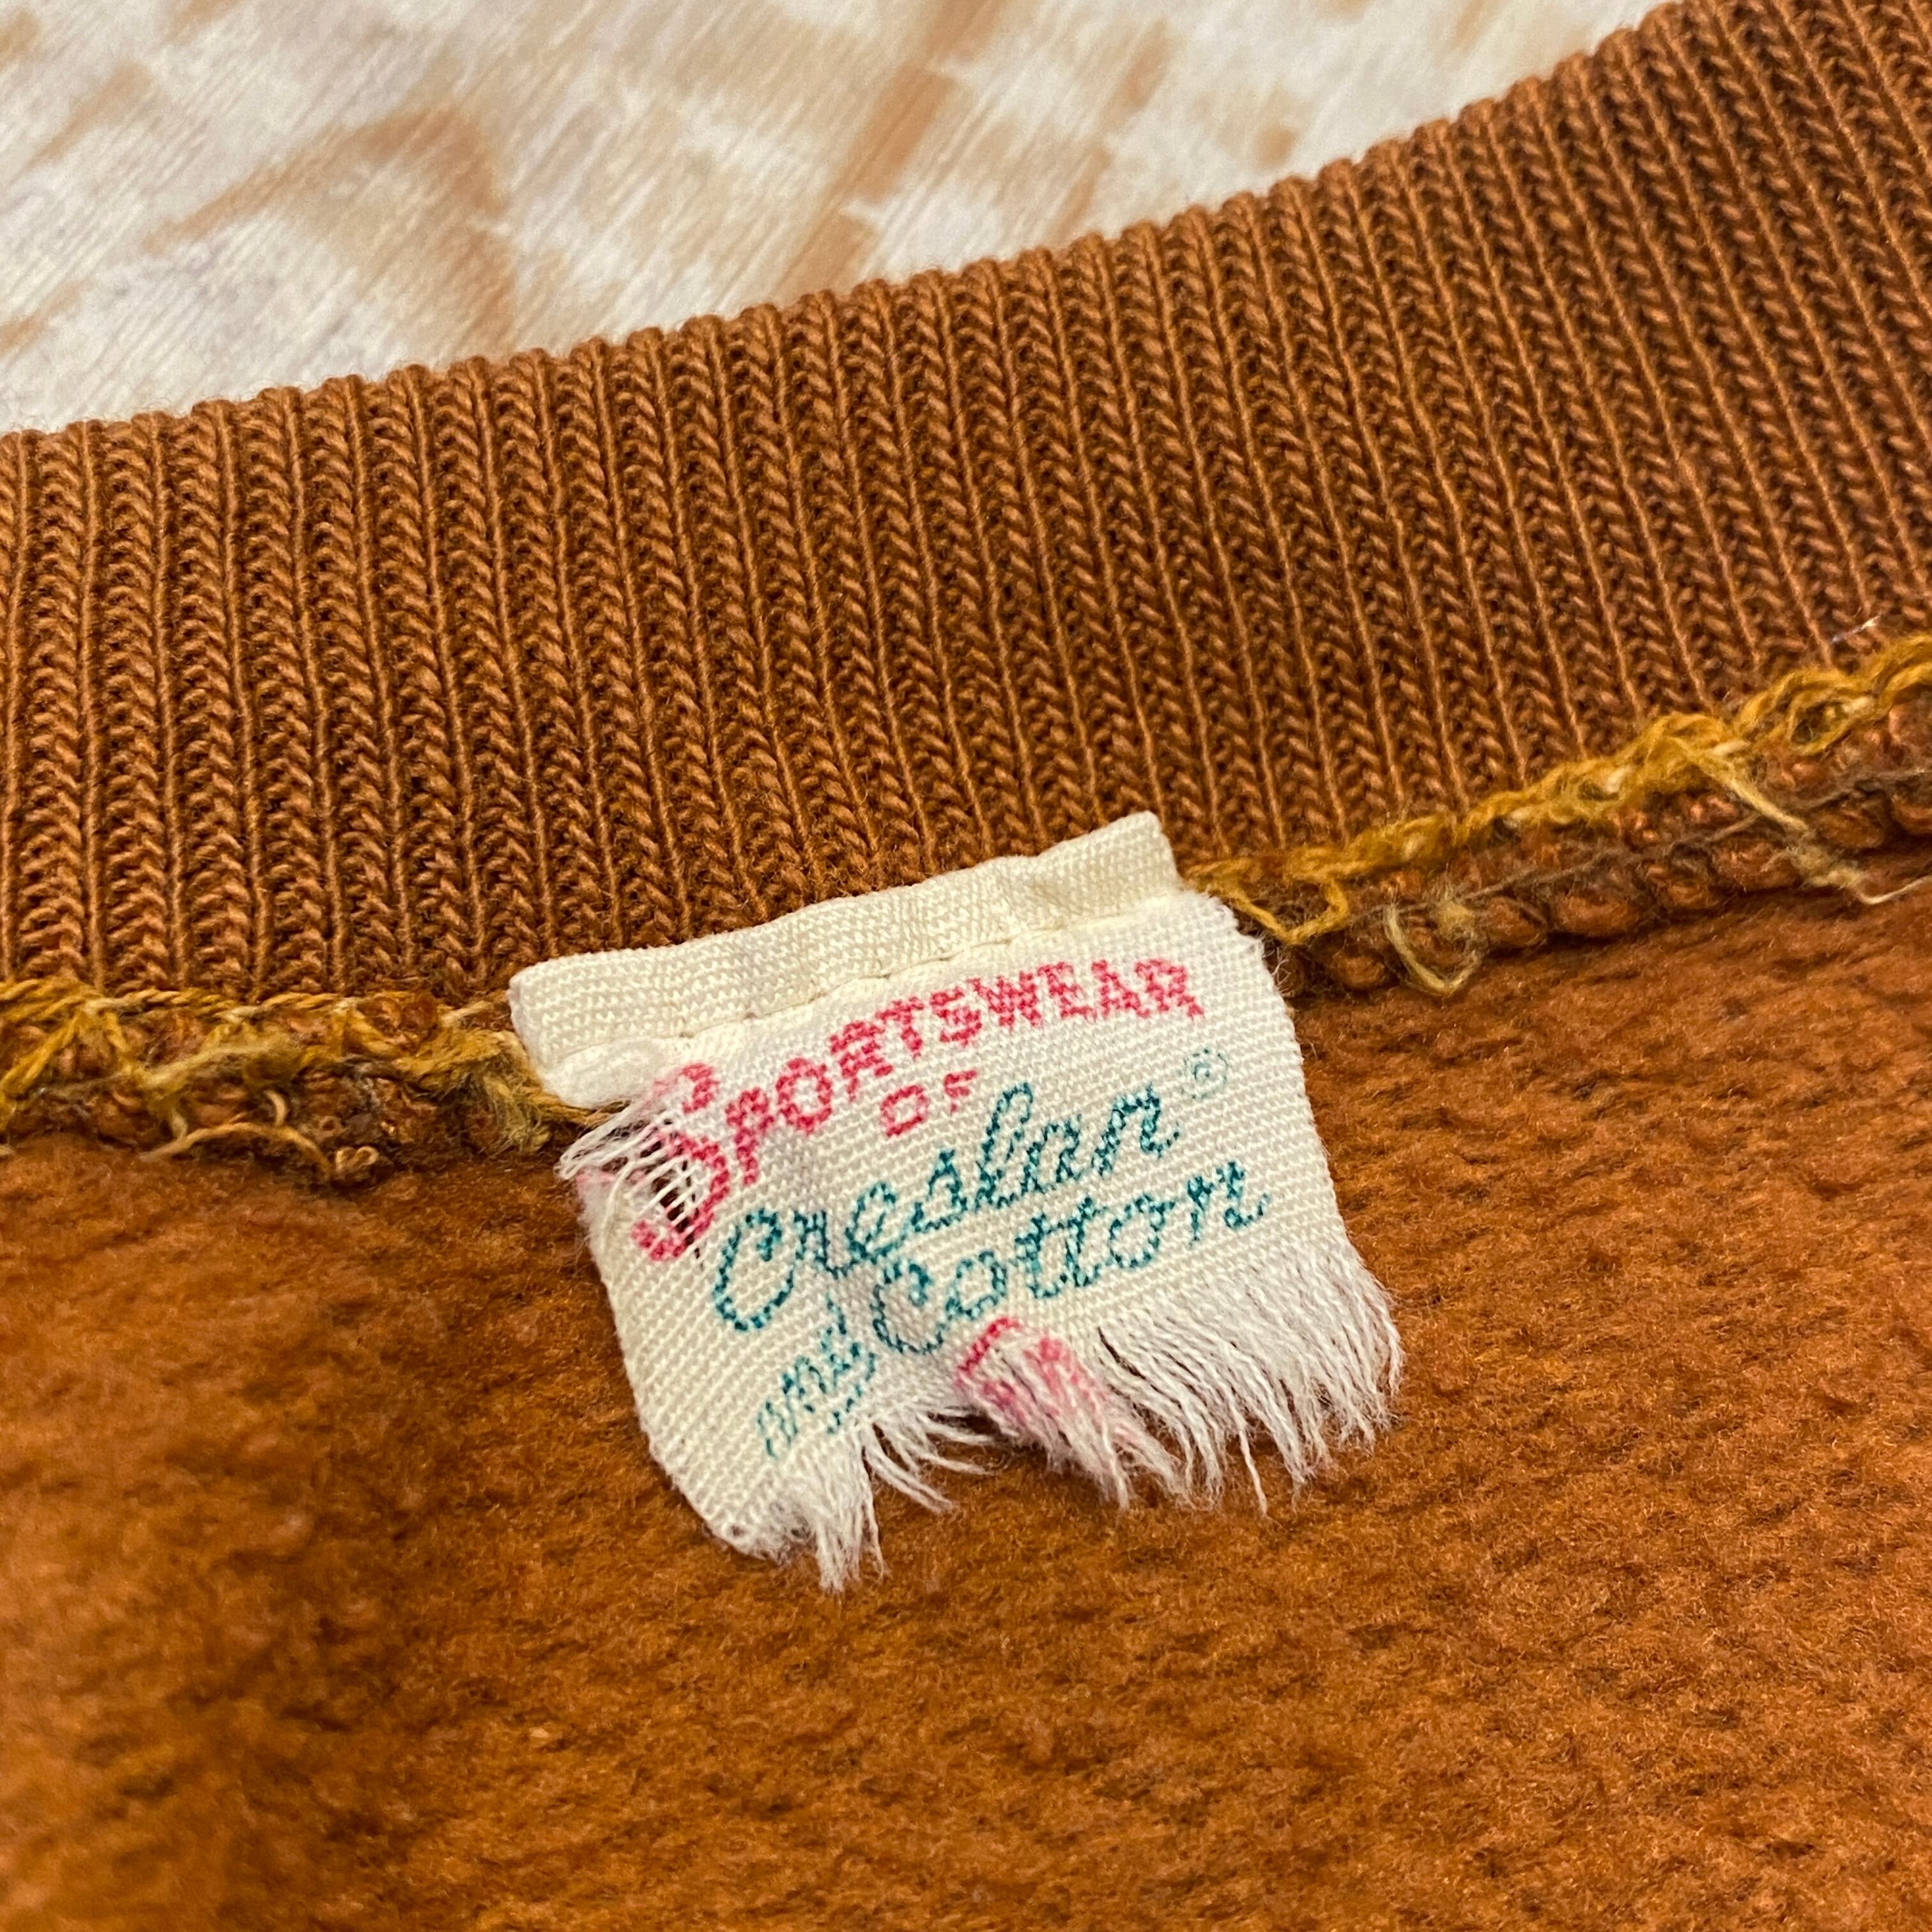 SPORTSWEAR
OF
Creslan®
and Cotton